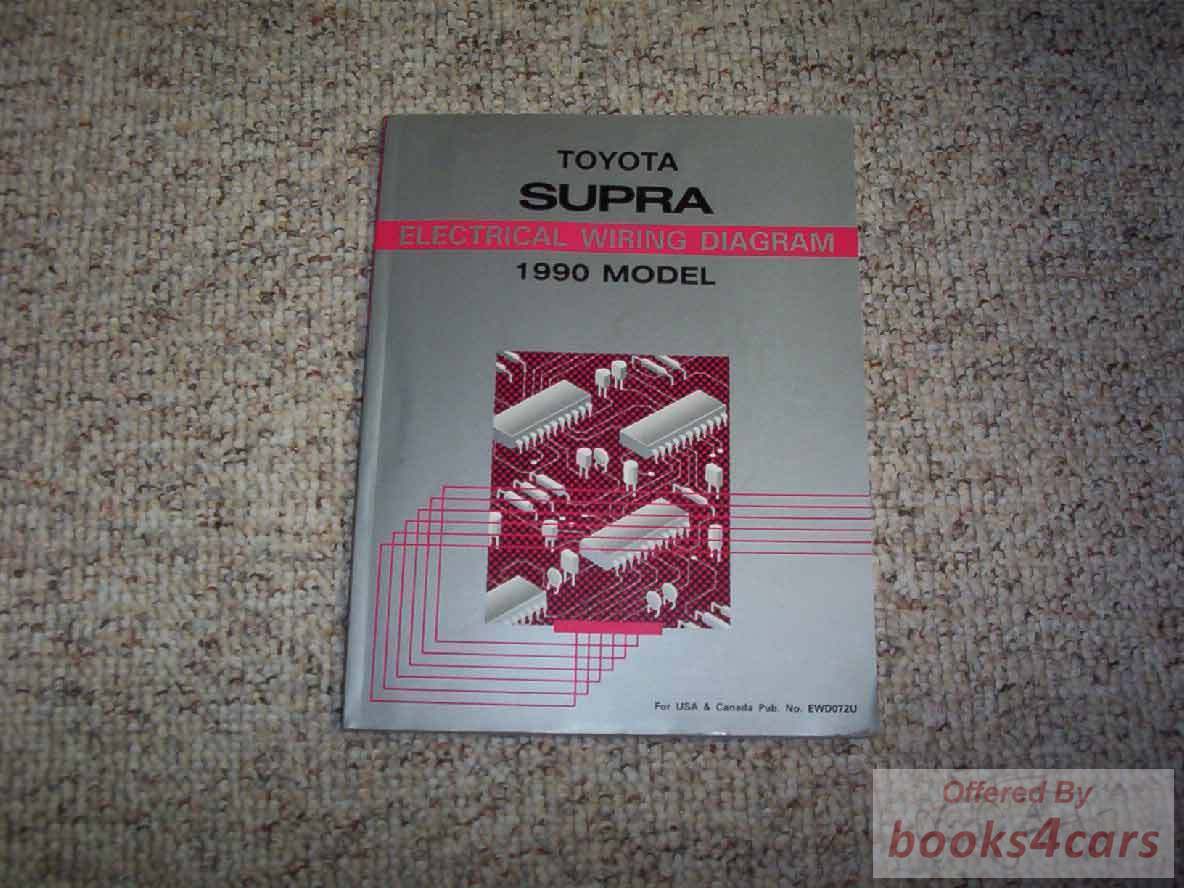 TOYOTA
SUPRA
ELECTRICAL WIRING DIAGRAM
1990 MODEL
For USA & Canada Pub. No. EWD072U
Offered By
books4cars